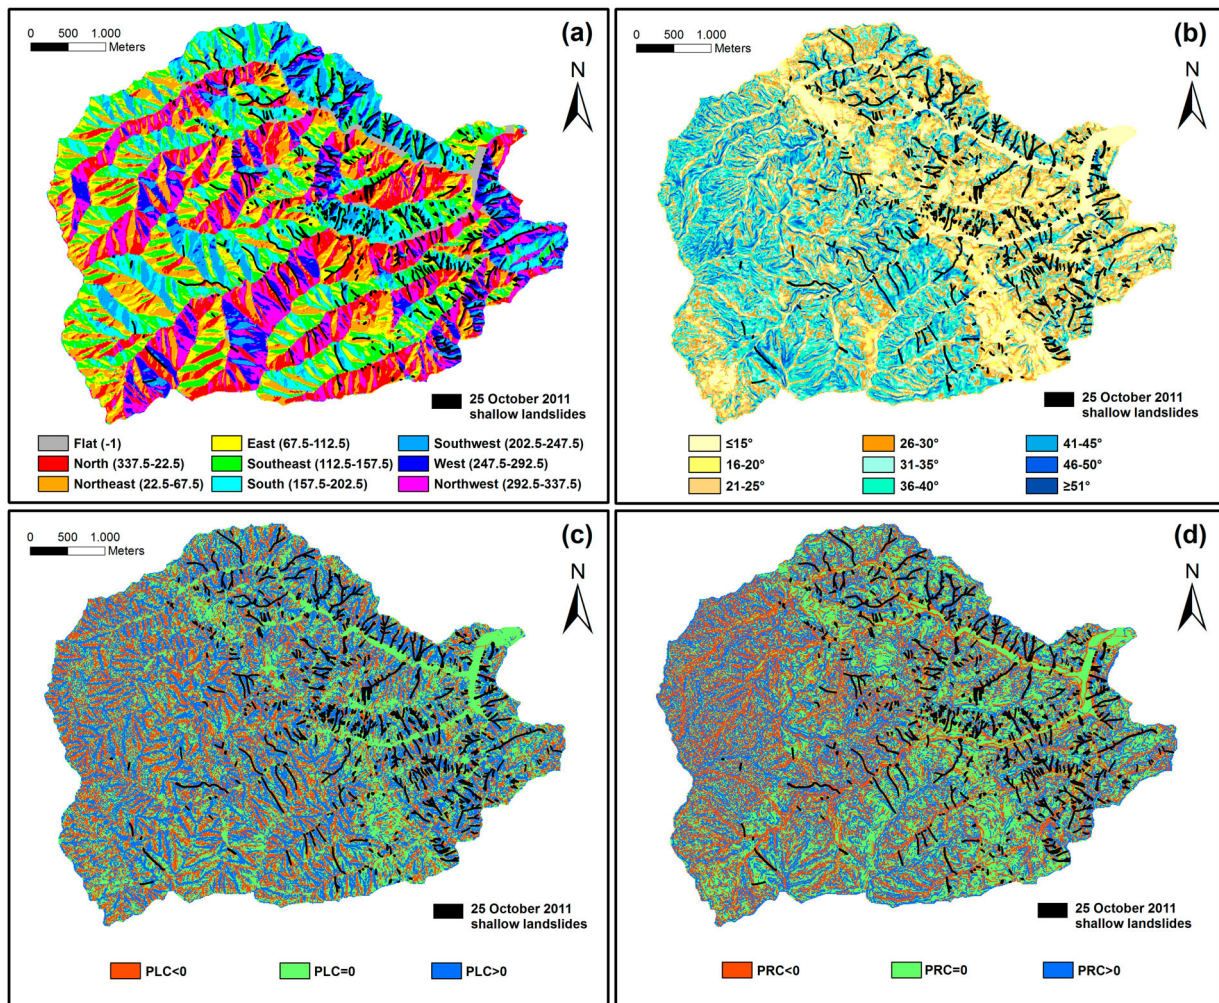 0 500 1.000
Meters
(a)
N
25 October 2011
shallow landslides
Flat (-1)
East (67.5-112.5)
Southwest (202.5-247.5)
North (337.5-22.5)
Southeast (112.5-157.5)
West (247.5-292.5)
Northeast (22.5-67.5)
South (157.5-202.5)
Northwest (292.5-337.5)
0 500 1.000
Meters
(b)
N
25 October 2011
shallow landslides
≤15°
26-30°
41-45°
16-20°
31-35°
46-50°
21-25°
36-40°
≥51°
0 500 1.000
Meters
(c)
N
25 October 2011
shallow landslides
PLC<0
PLC=0
PLC>0
(d)
N
25 October 2011
shallow landslides
PRC<0
PRC=0
PRC>0